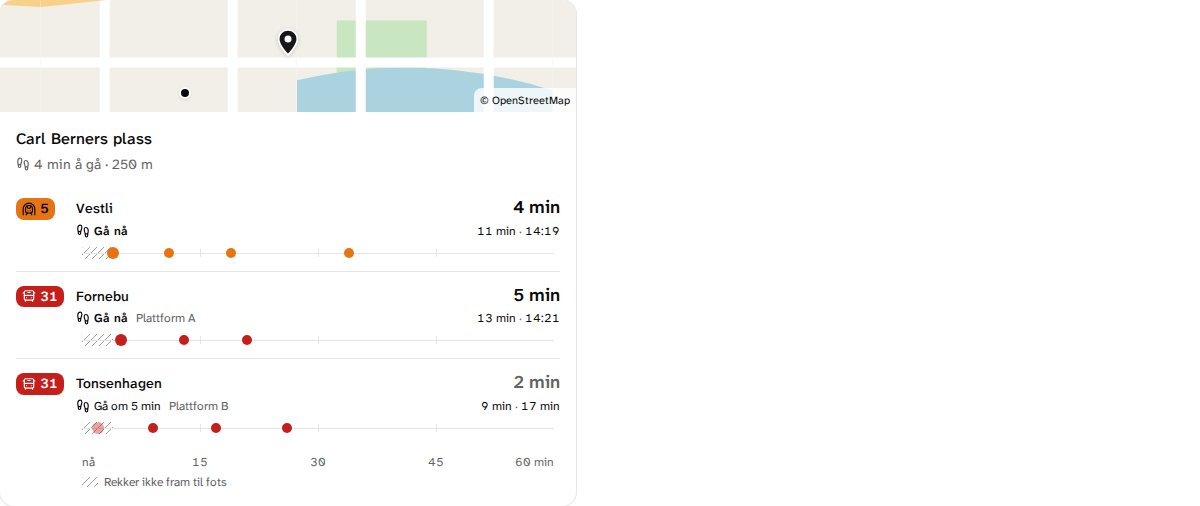 © OpenStreetMap
Carl Berners plass
4 min å gå · 250 m
5 Vestli 4 min
Gå nå 11 min · 14:19
31 Fornebu 5 min
Gå nå Plattform A 13 min · 14:21
31 Tonsenhagen 2 min
Gå om 5 min Plattform B 9 min · 17 min
nå 15 30 45 60 min
Rekker ikke fram til fots